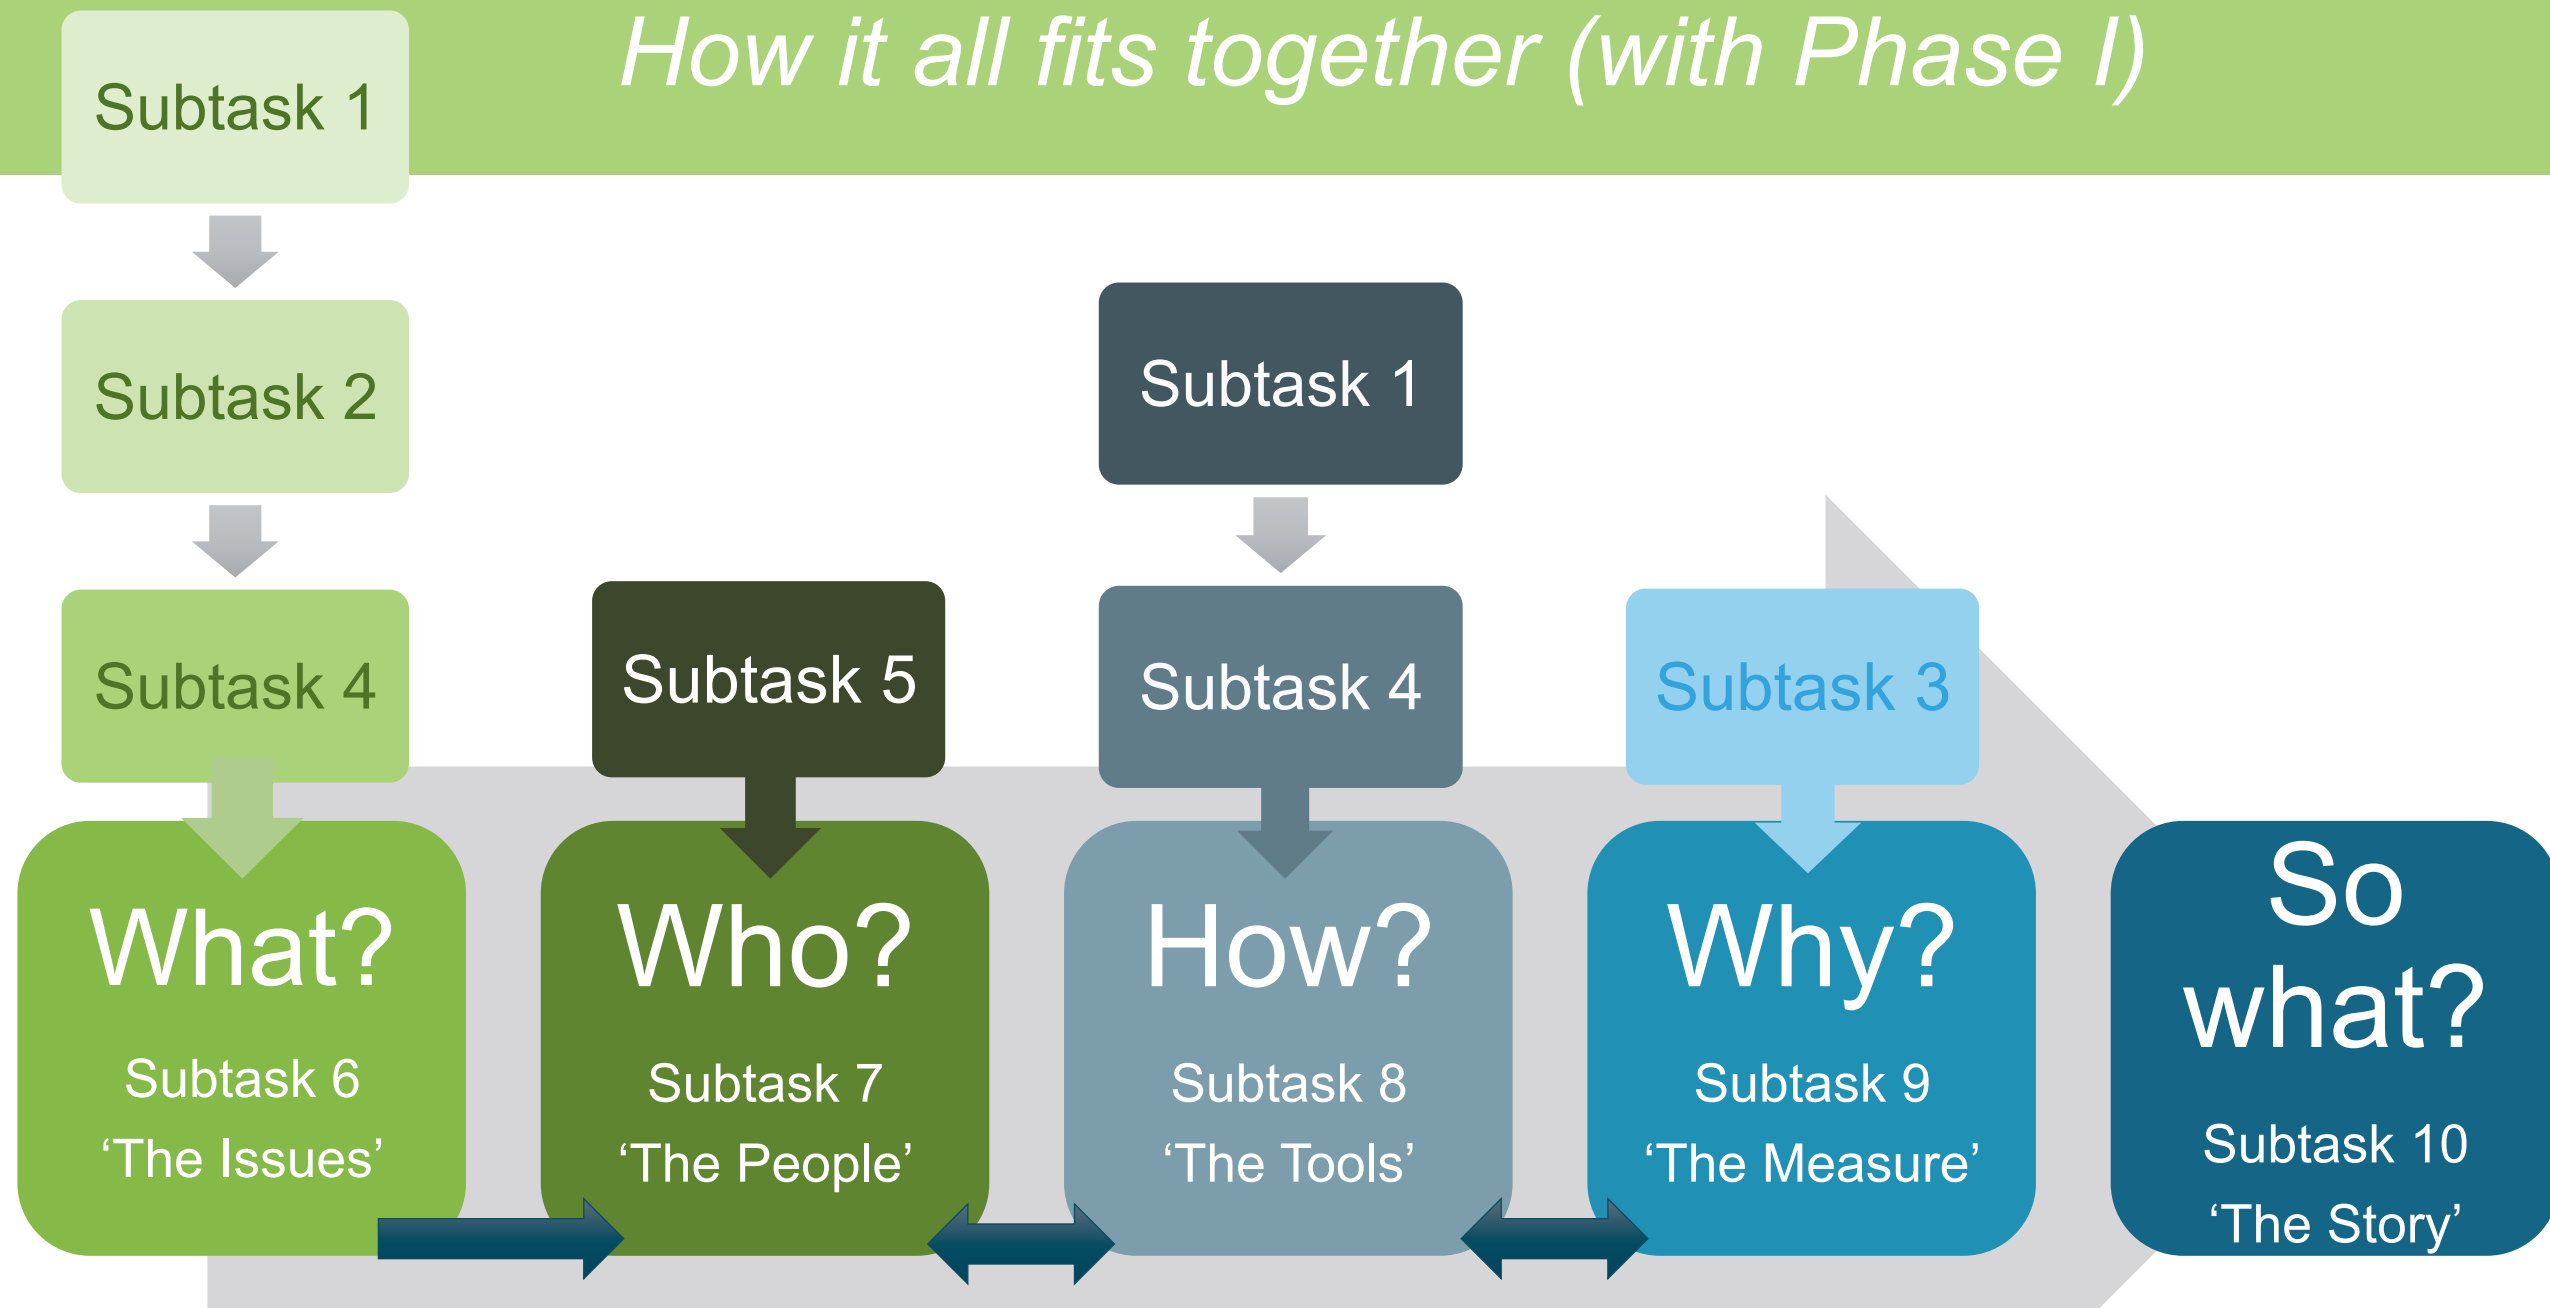 How it all fits together (with Phase I)
Subtask 1
Subtask 2
Subtask 4
What?
Subtask 6
‘The Issues’
Subtask 5
Who?
Subtask 7
‘The People’
Subtask 1
Subtask 4
How?
Subtask 8
‘The Tools’
Subtask 3
Why?
Subtask 9
‘The Measure’
So
what?
Subtask 10
‘The Story’